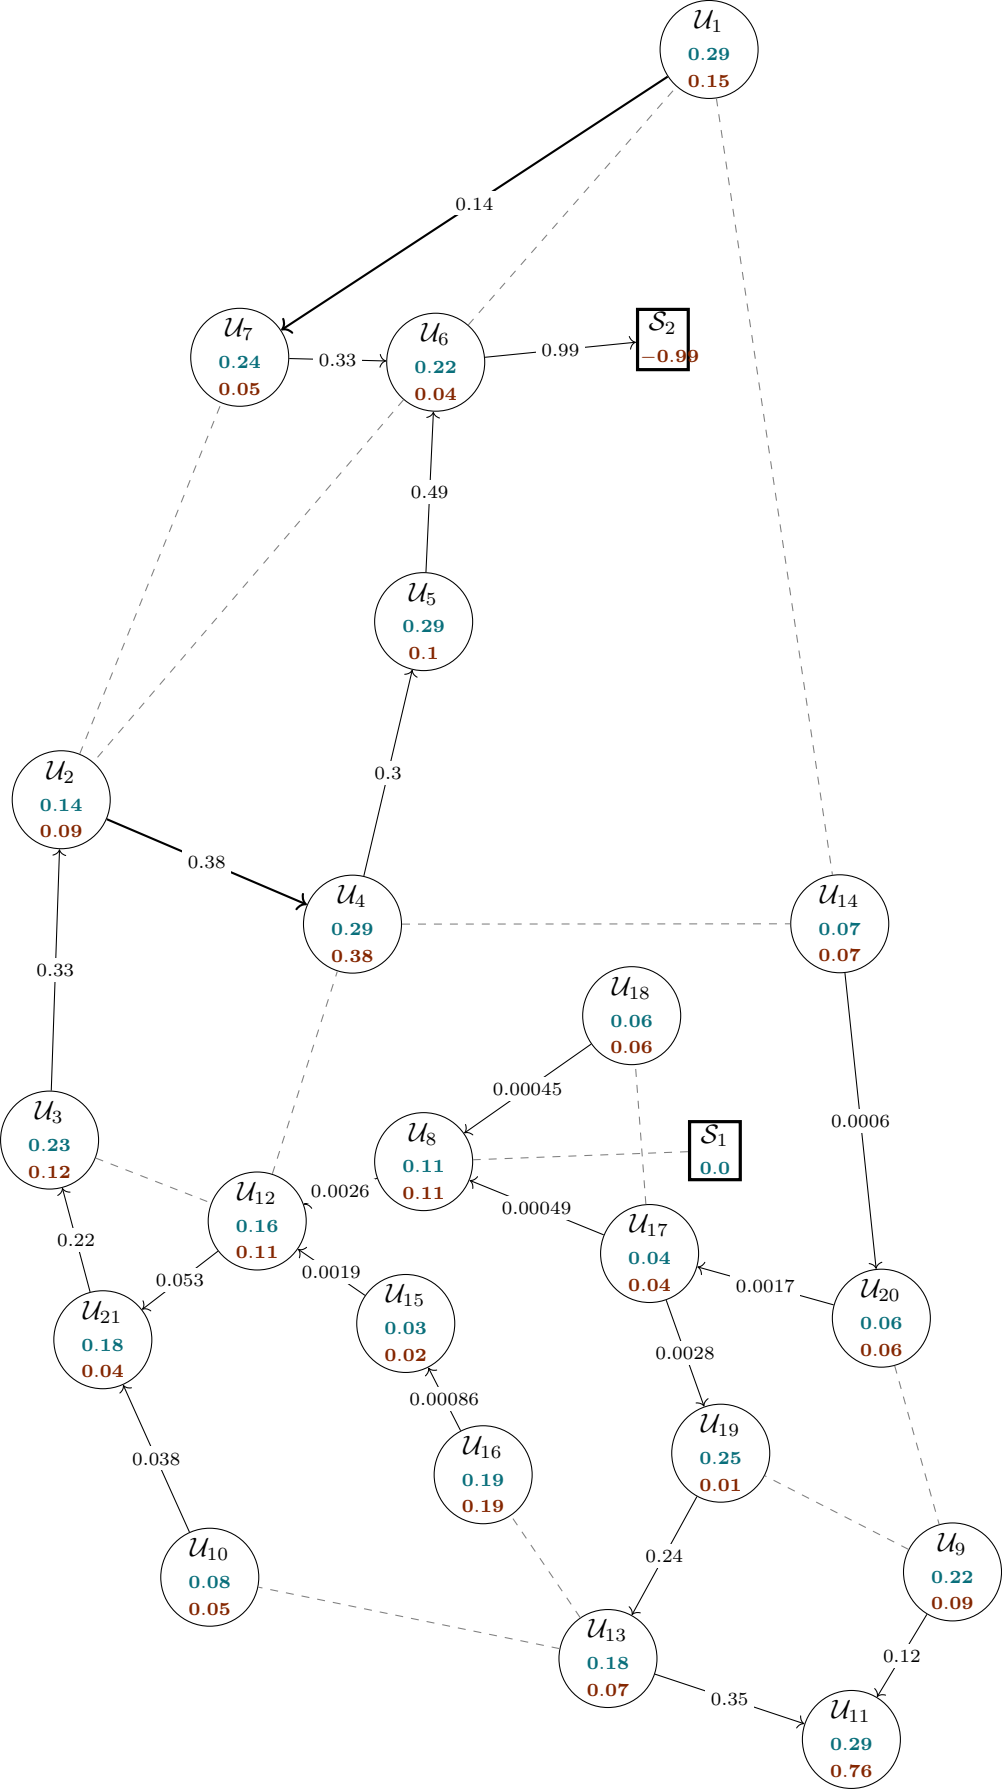 𝒰₁
0.29
0.15
0.14
𝒰₇
0.24
0.05
0.33
𝒰₆
0.22
0.04
0.99
𝒮₂
−0.99
0.49
𝒰₅
0.29
0.1
0.3
𝒰₂
0.14
0.09
0.38
𝒰₄
0.29
0.38
𝒰₁₄
0.07
0.07
0.33
𝒰₁₈
0.06
0.06
0.00045
0.0006
𝒰₃
0.23
0.12
𝒰₈
0.11
0.11
𝒮₁
0.0
𝒰₁₂
0.16
0.11
0.0026
0.00049
𝒰₁₇
0.04
0.04
0.22
0.053
0.0019
0.0017
𝒰₂₀
0.06
0.06
𝒰₂₁
0.18
0.04
𝒰₁₅
0.03
0.02
0.0028
0.00086
0.038
𝒰₁₆
0.19
0.19
𝒰₁₉
0.25
0.01
0.24
𝒰₁₀
0.08
0.05
𝒰₉
0.22
0.09
𝒰₁₃
0.18
0.07
0.12
0.35
𝒰₁₁
0.29
0.76